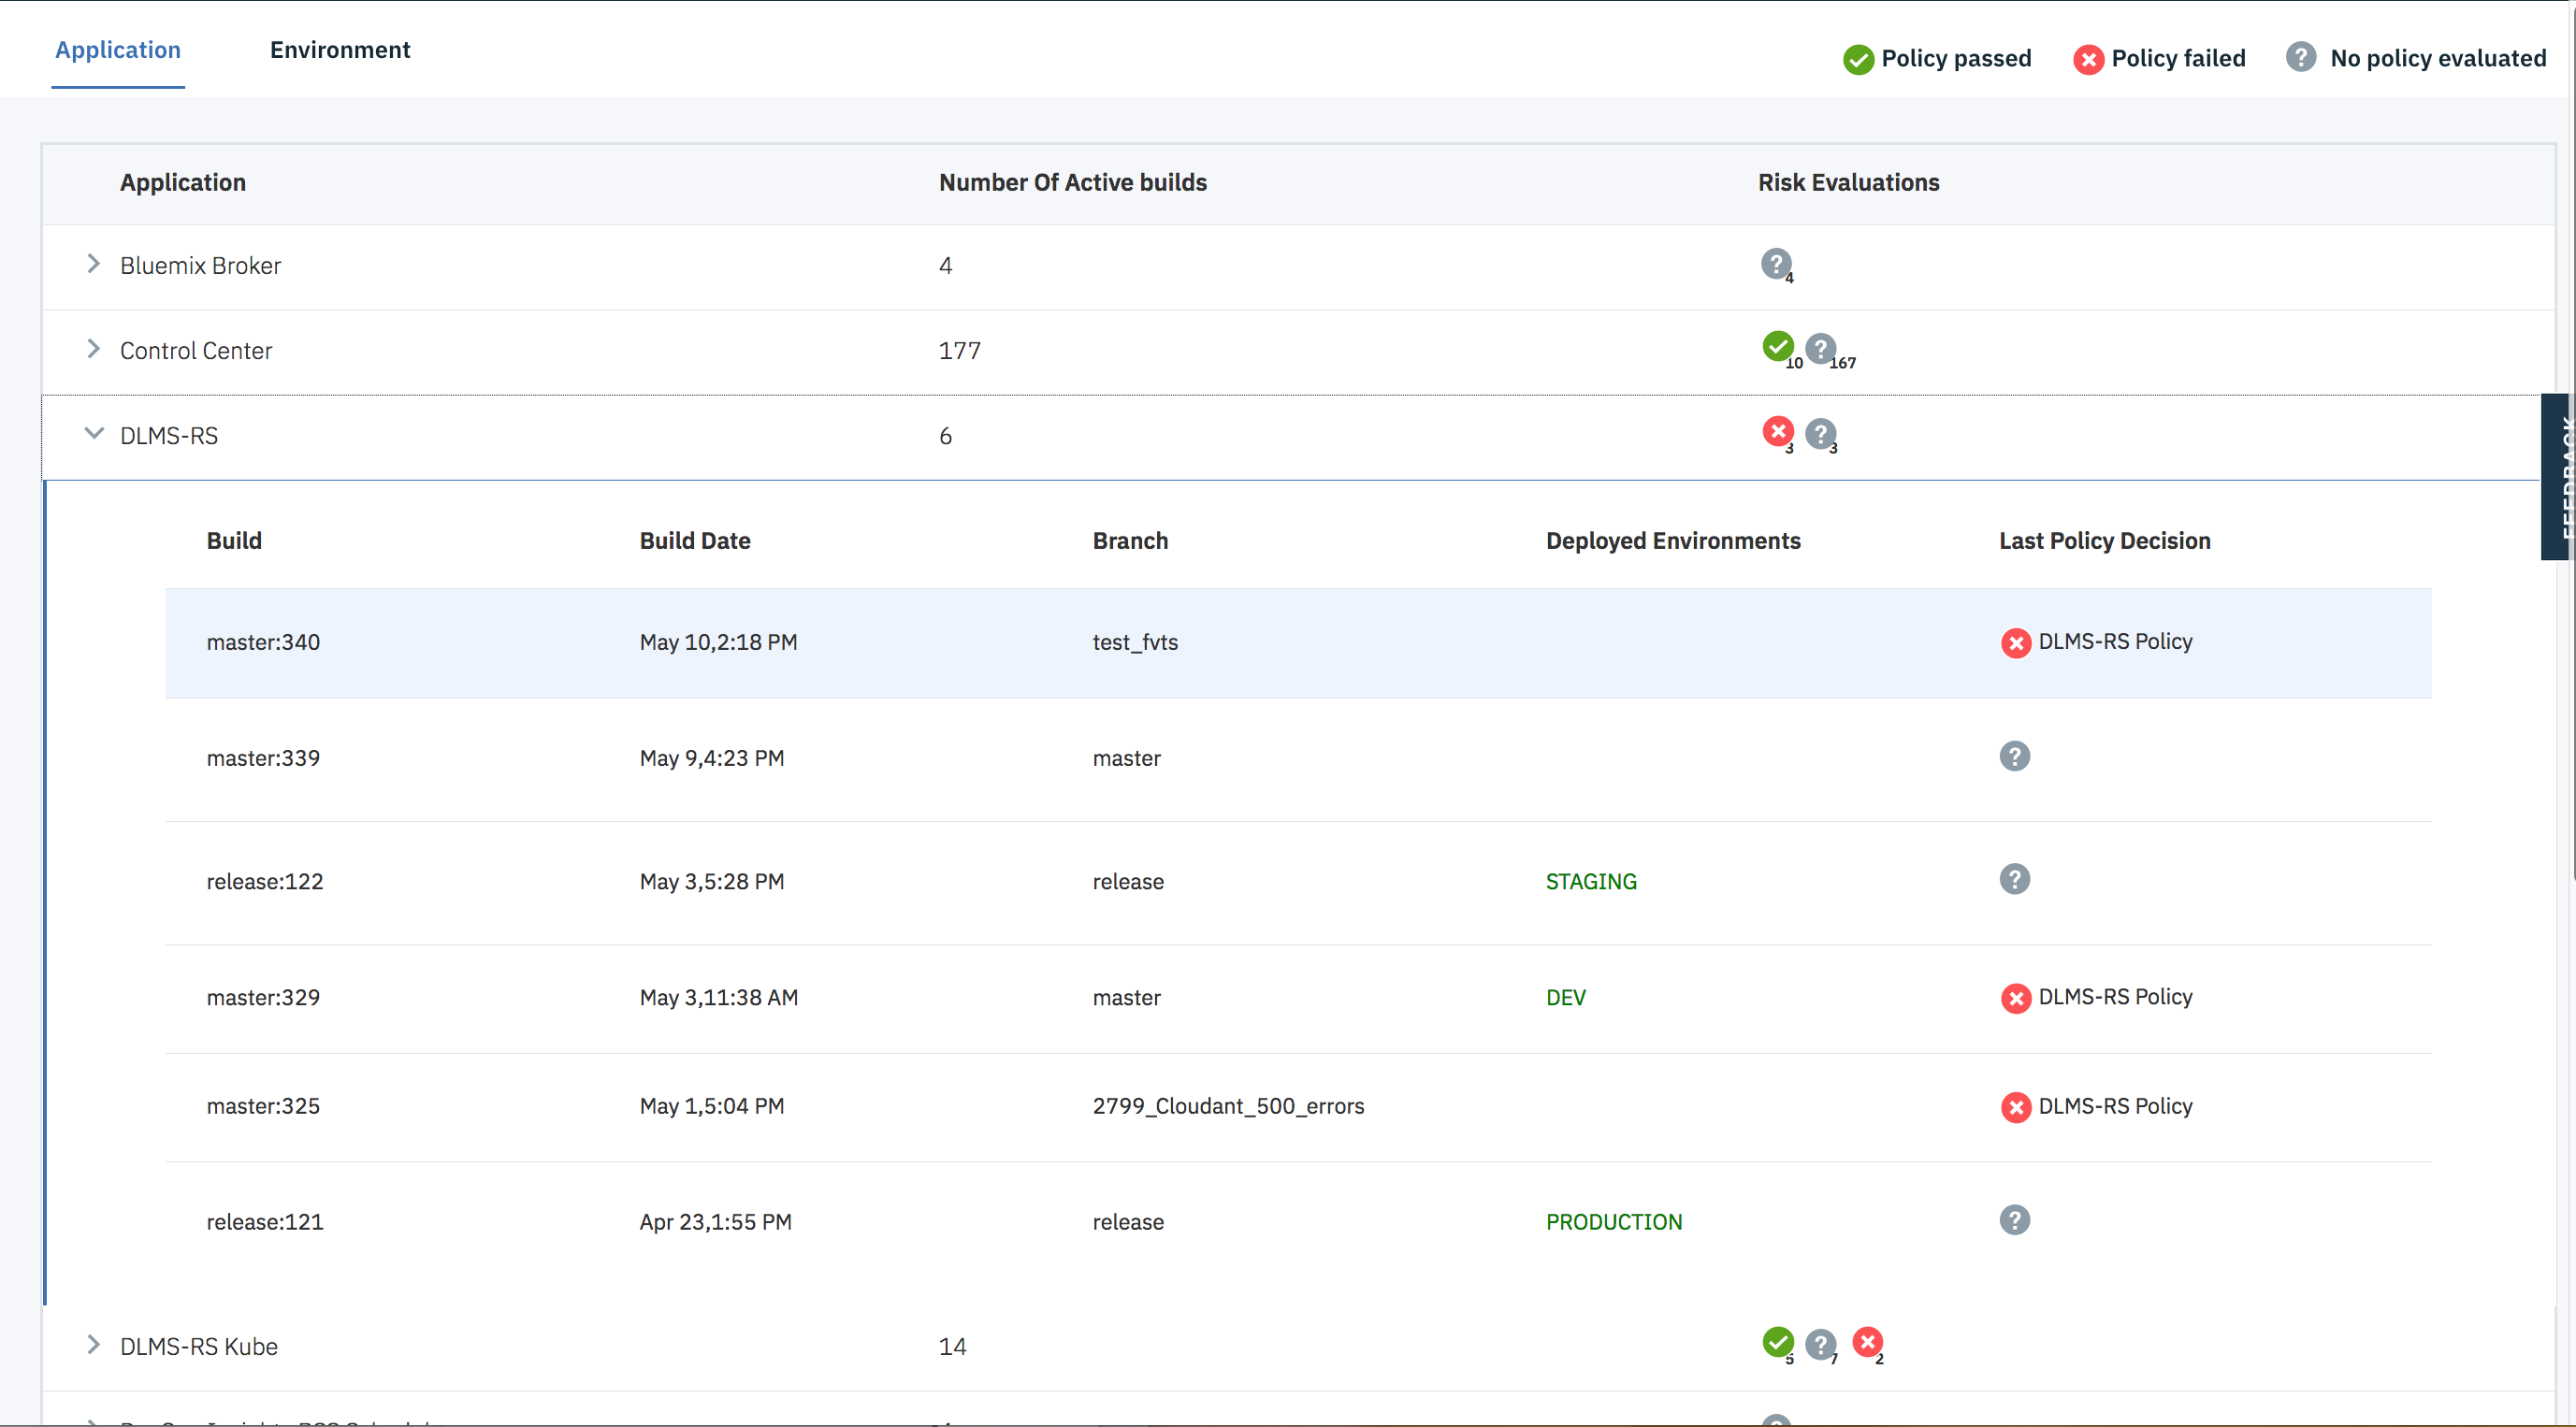 Application Environment Policy passed Policy failed No policy evaluated
Application Number Of Active builds Risk Evaluations
Bluemix Broker 4 4
Control Center 177 10 167
DLMS-RS 6 3 3
FEEDBACK
Build Build Date Branch Deployed Environments Last Policy Decision
master:340 May 10,2:18 PM test_fvts DLMS-RS Policy
master:339 May 9,4:23 PM master
release:122 May 3,5:28 PM release STAGING
master:329 May 3,11:38 AM master DEV DLMS-RS Policy
master:325 May 1,5:04 PM 2799_Cloudant_500_errors DLMS-RS Policy
release:121 Apr 23,1:55 PM release PRODUCTION
DLMS-RS Kube 14 5 7 2